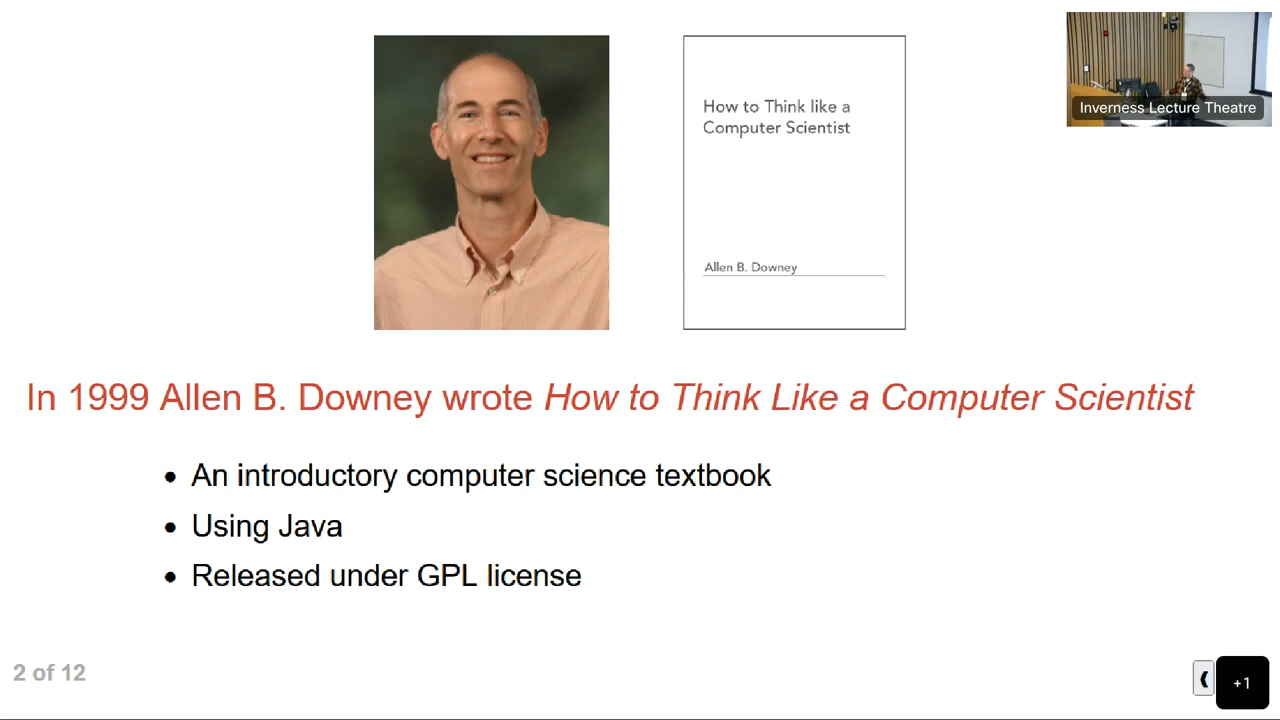 How to Think like a
Computer Scientist
Allen B. Downey
Inverness Lecture Theatre
In 1999 Allen B. Downey wrote How to Think Like a Computer Scientist
• An introductory computer science textbook
• Using Java
• Released under GPL license
2 of 12
+1